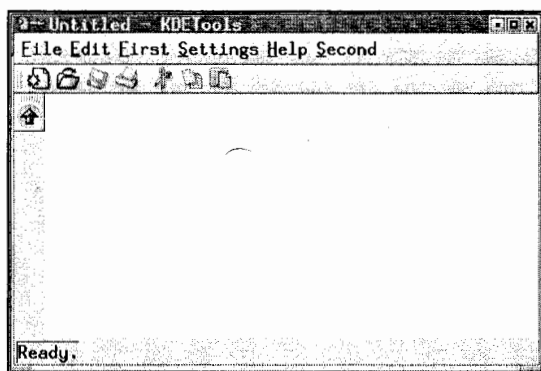 Untitled - KDETools
File Edit First Settings Help Second
Ready.